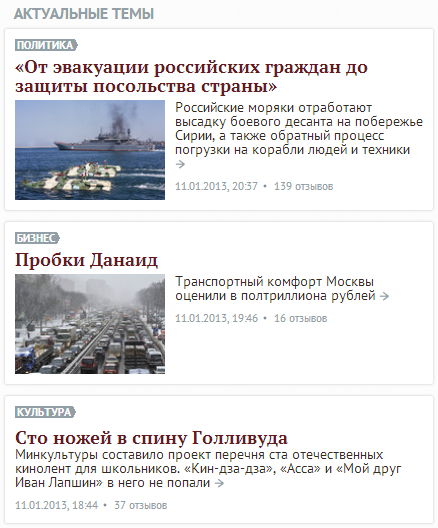 АКТУАЛЬНЫЕ ТЕМЫ
ПОЛИТИКА
«От эвакуации российских граждан до
защиты посольства страны»
Российские моряки отработают
высадку боевого десанта на побережье
Сирии, а также обратный процесс
погрузки на корабли людей и техники
→
11.01.2013, 20:37 • 139 отзывов
БИЗНЕС
Пробки Данаид
Транспортный комфорт Москвы
оценили в полтриллиона рублей →
11.01.2013, 19:46 • 16 отзывов
КУЛЬТУРА
Сто ножей в спину Голливуда
Минкультуры составило проект перечня ста отечественных
кинолент для школьников. «Кин-дза-дза», «Асса» и «Мой друг
Иван Лапшин» в него не попали →
11.01.2013, 18:44 • 37 отзывов